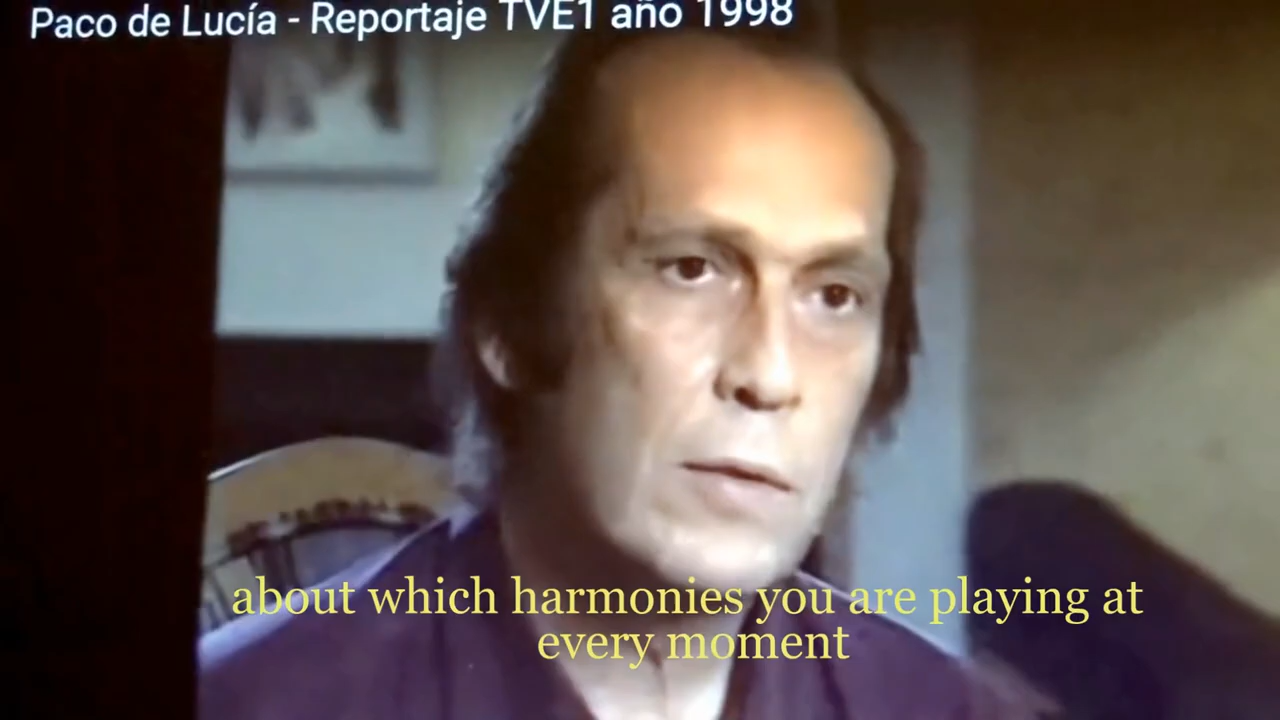 Paco de Lucía - Reportaje TVE1 año 1998
about which harmonies you are playing at
every moment